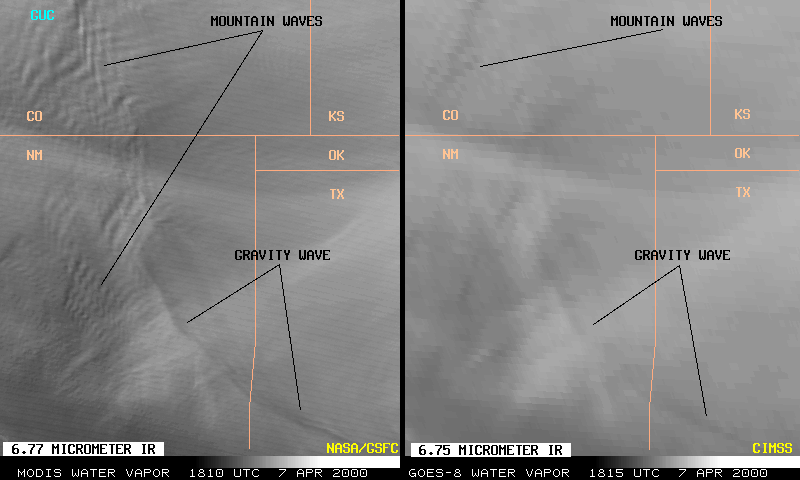 GUC
MOUNTAIN WAVES
CO
KS
NM
OK
TX
GRAVITY WAVE
6.77 MICROMETER IR
NASA/GSFC
MODIS WATER VAPOR 1810 UTC 7 APR 2000
MOUNTAIN WAVES
CO
KS
NM
OK
TX
GRAVITY WAVE
6.75 MICROMETER IR
CIMSS
GOES-8 WATER VAPOR 1815 UTC 7 APR 2000